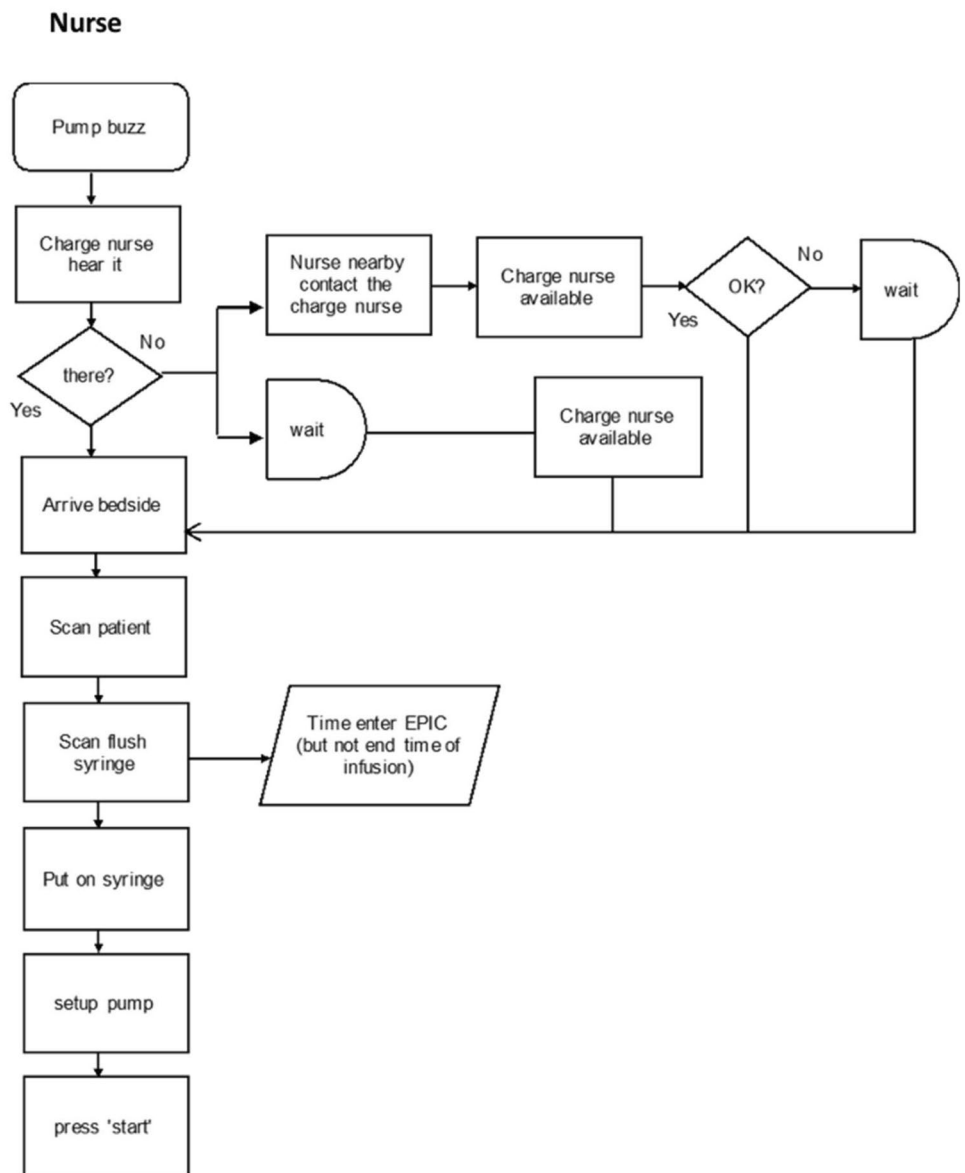 Nurse
Pump buzz
Charge nurse
hear it
Nurse nearby
contact the
charge nurse
Charge nurse
available
OK?
No
Yes
wait
there?
No
Yes
wait
Charge nurse
available
Arrive bedside
Scan patient
Scan flush
syringe
Time enter EPIC
(but not end time of
infusion)
Put on syringe
setup pump
press 'start'